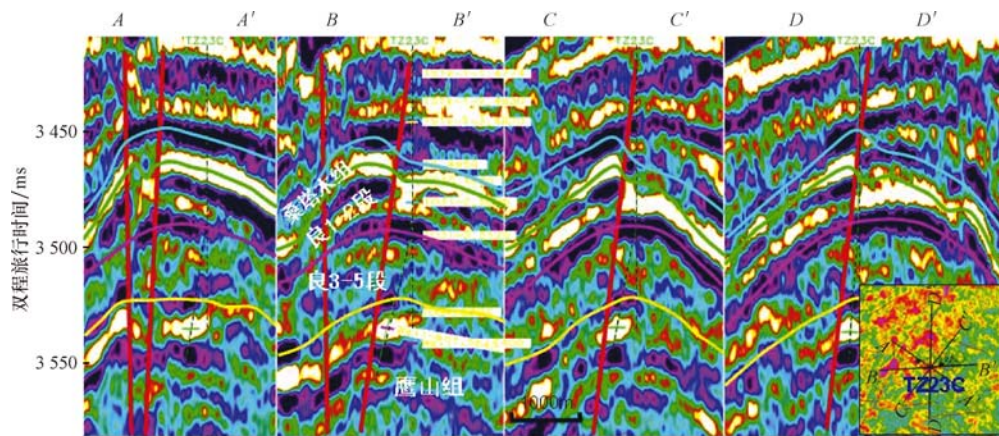 A A′ B B′ C C′ D D′
TZ23C TZ23C TZ23C TZ23C
双程旅行时间/ms
3 450
3 500
3 550
桑塔木组
良1-2段
良3-5段
鹰山组
1000m
TZ23C